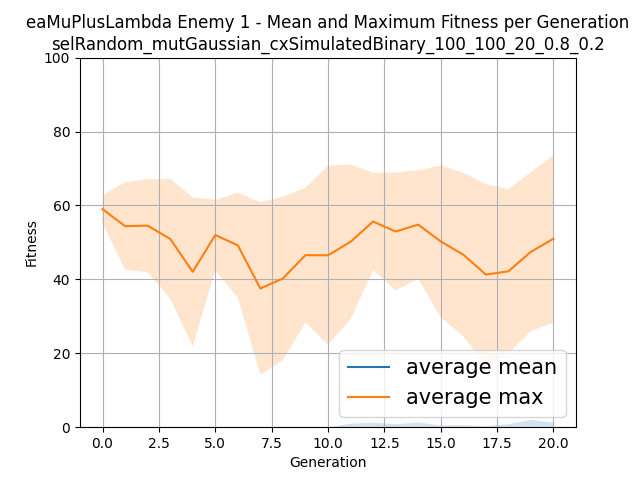 eaMuPlusLambda Enemy 1 - Mean and Maximum Fitness per Generation
selRandom_mutGaussian_cxSimulatedBinary_100_100_20_0.8_0.2
100
80
60
40
20
0
Fitness
average mean
average max
0.0 2.5 5.0 7.5 10.0 12.5 15.0 17.5 20.0
Generation